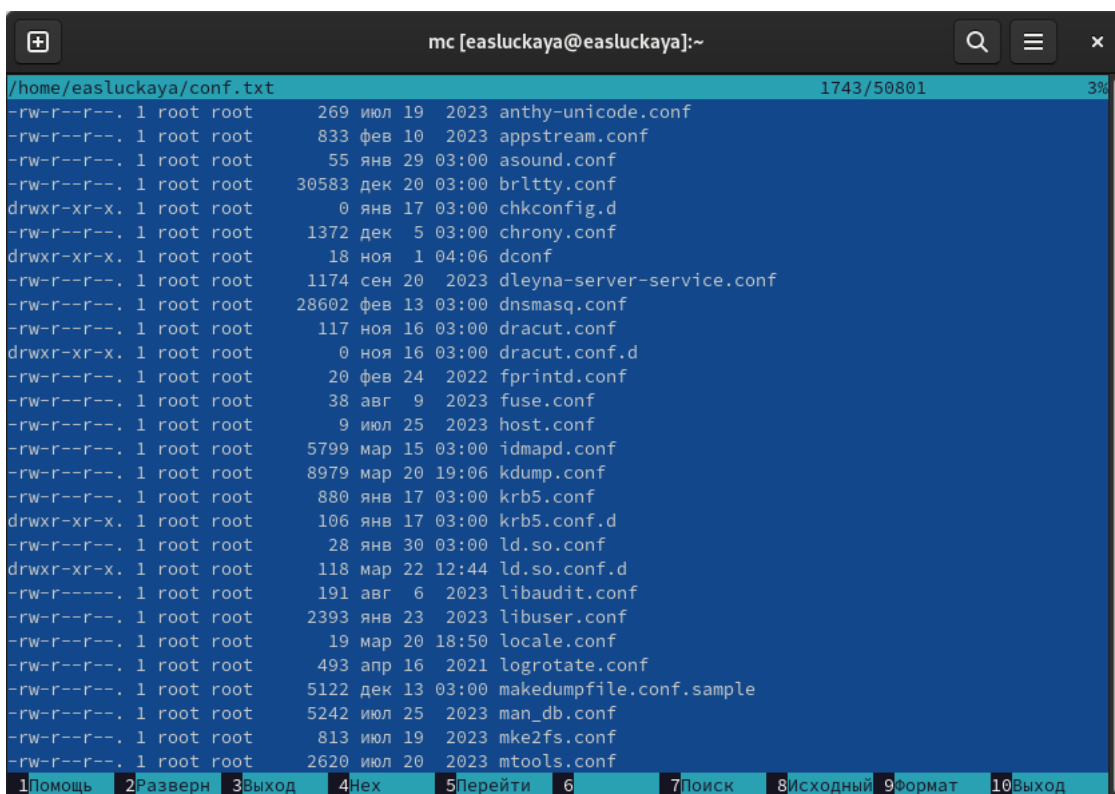 mc [easluckaya@easluckaya]:~
/home/easluckaya/conf.txt 1743/50801 3%
-rw-r--r--. 1 root root 269 июл 19 2023 anthy-unicode.conf
-rw-r--r--. 1 root root 833 фев 10 2023 appstream.conf
-rw-r--r--. 1 root root 55 янв 29 03:00 asound.conf
-rw-r--r--. 1 root root 30583 дек 20 03:00 brltty.conf
drwxr-xr-x. 1 root root 0 янв 17 03:00 chkconfig.d
-rw-r--r--. 1 root root 1372 дек 5 03:00 chrony.conf
drwxr-xr-x. 1 root root 18 ноя 1 04:06 dconf
-rw-r--r--. 1 root root 1174 сен 20 2023 dleyna-server-service.conf
-rw-r--r--. 1 root root 28602 фев 13 03:00 dnsmasq.conf
-rw-r--r--. 1 root root 117 ноя 16 03:00 dracut.conf
drwxr-xr-x. 1 root root 0 ноя 16 03:00 dracut.conf.d
-rw-r--r--. 1 root root 20 фев 24 2022 fprintd.conf
-rw-r--r--. 1 root root 38 авг 9 2023 fuse.conf
-rw-r--r--. 1 root root 9 июл 25 2023 host.conf
-rw-r--r--. 1 root root 5799 мар 15 03:00 idmapd.conf
-rw-r--r--. 1 root root 8979 мар 20 19:06 kdump.conf
-rw-r--r--. 1 root root 880 янв 17 03:00 krb5.conf
drwxr-xr-x. 1 root root 106 янв 17 03:00 krb5.conf.d
-rw-r--r--. 1 root root 28 янв 30 03:00 ld.so.conf
drwxr-xr-x. 1 root root 118 мар 22 12:44 ld.so.conf.d
-rw-r-----. 1 root root 191 авг 6 2023 libaudit.conf
-rw-r--r--. 1 root root 2393 янв 23 2023 libuser.conf
-rw-r--r--. 1 root root 19 мар 20 18:50 locale.conf
-rw-r--r--. 1 root root 493 апр 16 2021 logrotate.conf
-rw-r--r--. 1 root root 5122 дек 13 03:00 makedumpfile.conf.sample
-rw-r--r--. 1 root root 5242 июл 25 2023 man_db.conf
-rw-r--r--. 1 root root 813 июл 19 2023 mke2fs.conf
-rw-r--r--. 1 root root 2620 июл 20 2023 mtools.conf
1Помощь 2Разверн 3Выход 4Hex 5Перейти 6 7Поиск 8Исходный 9Формат 10Выход